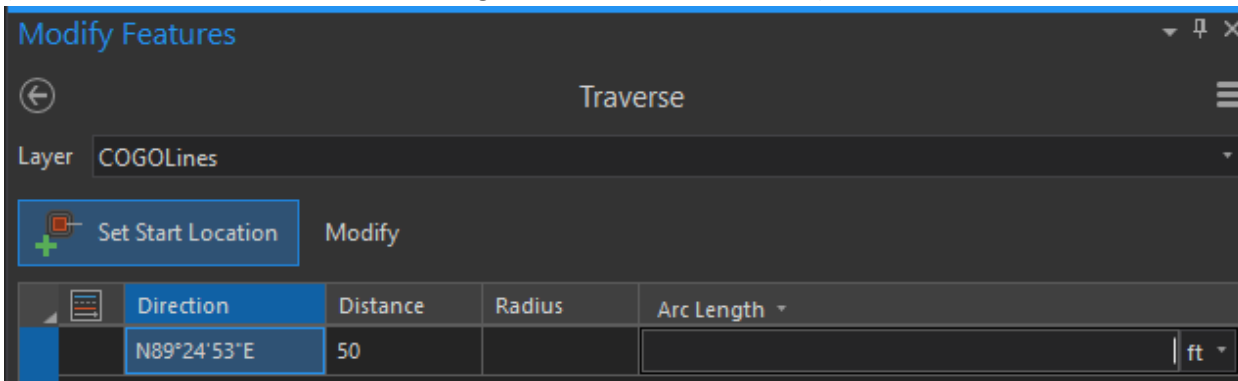 Modify Features
Traverse
Layer COGOLines
Set Start Location Modify
Direction Distance Radius Arc Length
N89°24'53"E 50 ft